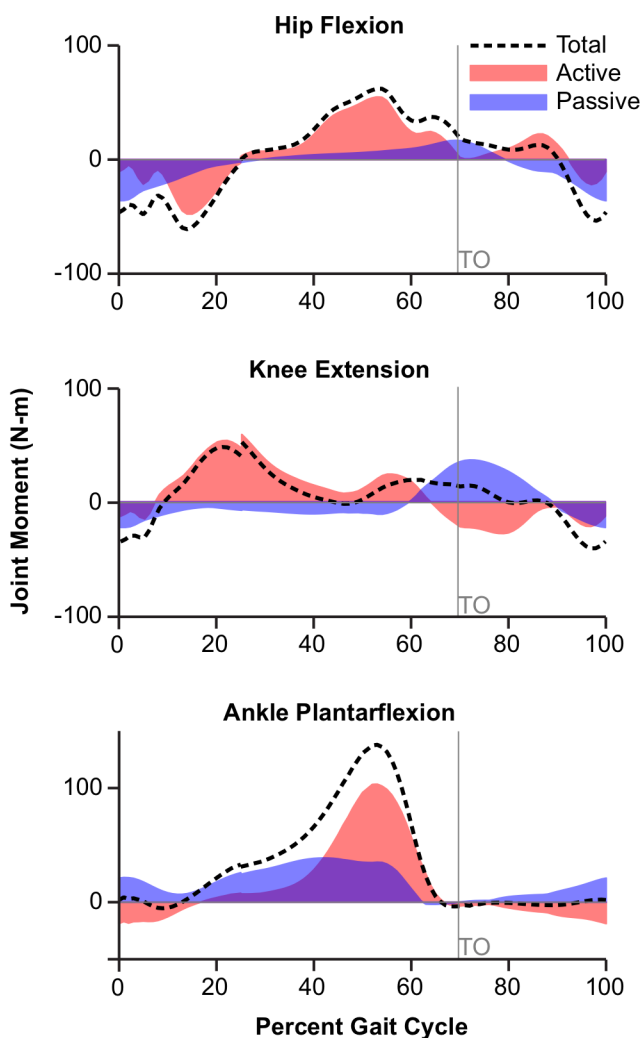 Hip Flexion
100
0
-100
Total
Active
Passive
TO
0 20 40 60 80 100
Knee Extension
100
0
-100
TO
0 20 40 60 80 100
Joint Moment (N-m)
Ankle Plantarflexion
100
0
TO
0 20 40 60 80 100
Percent Gait Cycle